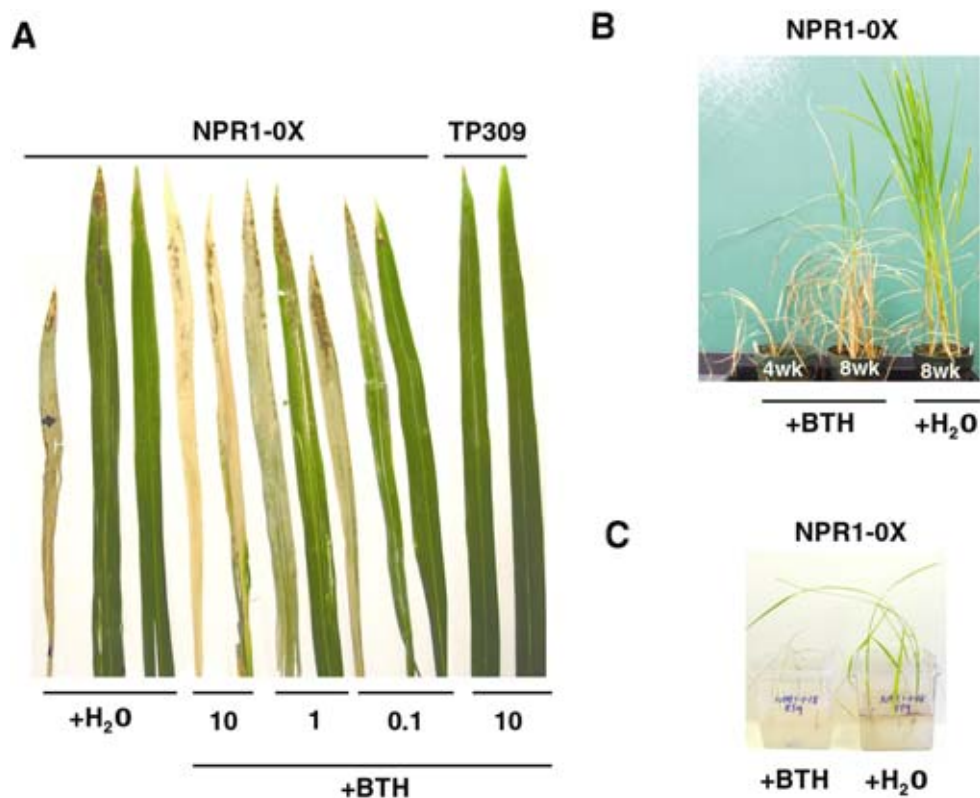 A
NPR1-0X
TP309
+H₂O
10
1
0.1
10
+BTH
B
NPR1-0X
4wk
8wk
8wk
+BTH
+H₂O
C
NPR1-0X
+BTH
+H₂O